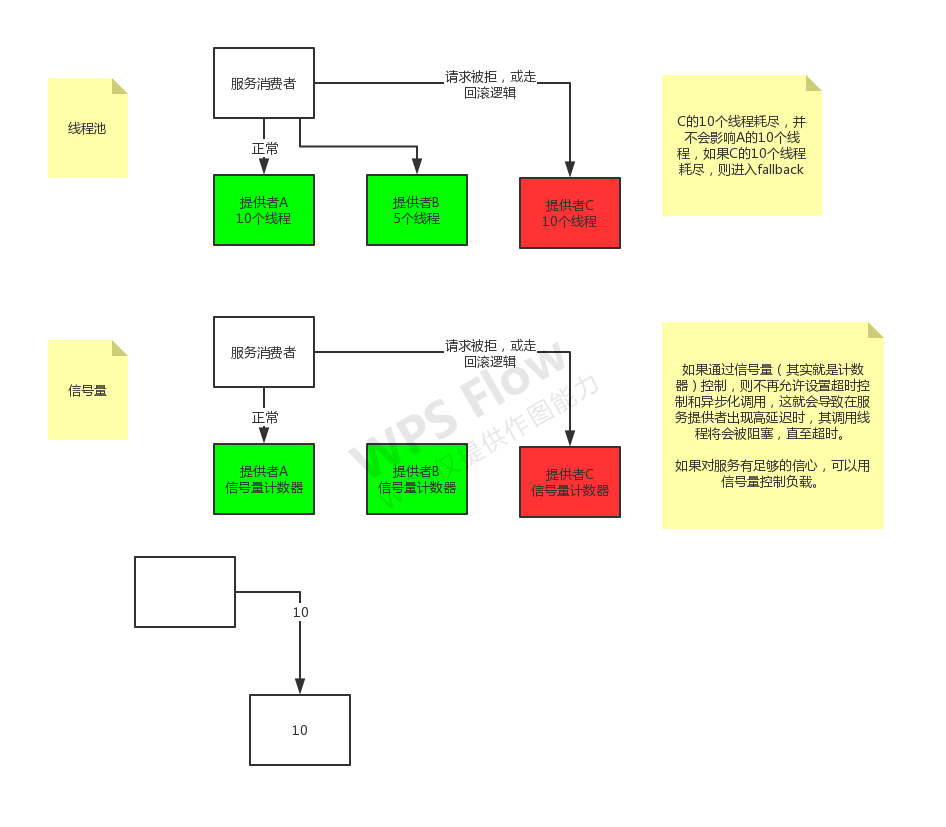 服务消费者
请求被拒，或走
回滚逻辑
线程池
正常
C的10个线程耗尽，并
不会影响A的10个线
程，如果C的10个线程
耗尽，则进入fallback
提供者A
10个线程
提供者B
5个线程
提供者C
10个线程
服务消费者
请求被拒，或走
回滚逻辑
信号量
正常
如果通过信号量（其实就是计数
器）控制，则不再允许设置超时控
制和异步化调用，这就会导致在服
务提供者出现高延迟时，其调用线
程将会被阻塞，直至超时。
如果对服务有足够的信心，可以用
信号量控制负载。
提供者A
信号量计数器
提供者B
信号量计数器
提供者C
信号量计数器
WPS Flow
仅提供作图能力
10
10